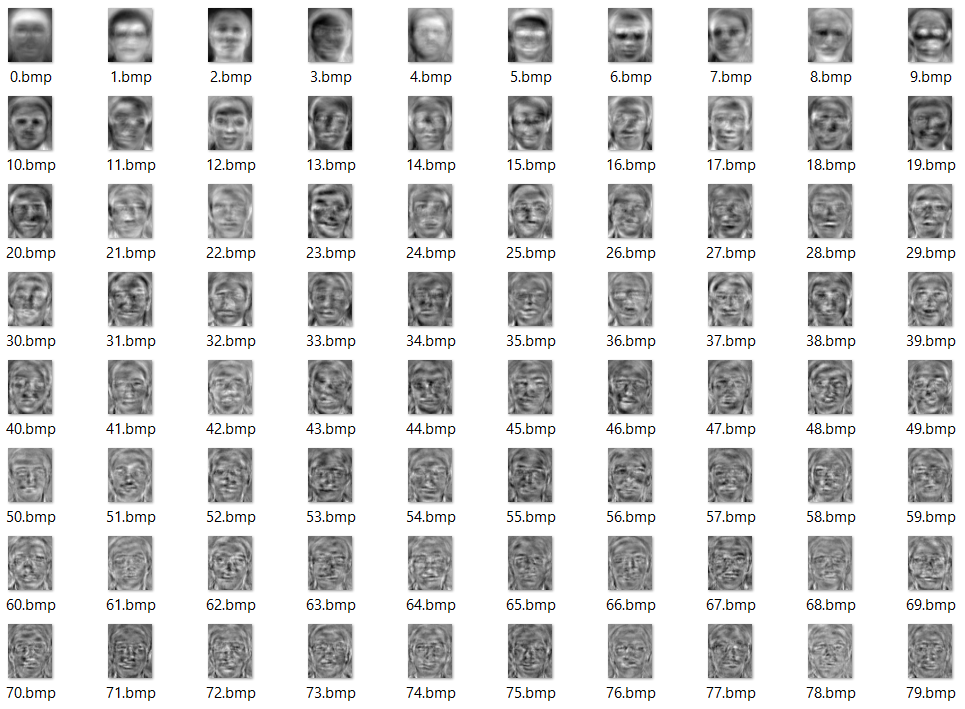 0.bmp 1.bmp 2.bmp 3.bmp 4.bmp 5.bmp 6.bmp 7.bmp 8.bmp 9.bmp
10.bmp 11.bmp 12.bmp 13.bmp 14.bmp 15.bmp 16.bmp 17.bmp 18.bmp 19.bmp
20.bmp 21.bmp 22.bmp 23.bmp 24.bmp 25.bmp 26.bmp 27.bmp 28.bmp 29.bmp
30.bmp 31.bmp 32.bmp 33.bmp 34.bmp 35.bmp 36.bmp 37.bmp 38.bmp 39.bmp
40.bmp 41.bmp 42.bmp 43.bmp 44.bmp 45.bmp 46.bmp 47.bmp 48.bmp 49.bmp
50.bmp 51.bmp 52.bmp 53.bmp 54.bmp 55.bmp 56.bmp 57.bmp 58.bmp 59.bmp
60.bmp 61.bmp 62.bmp 63.bmp 64.bmp 65.bmp 66.bmp 67.bmp 68.bmp 69.bmp
70.bmp 71.bmp 72.bmp 73.bmp 74.bmp 75.bmp 76.bmp 77.bmp 78.bmp 79.bmp